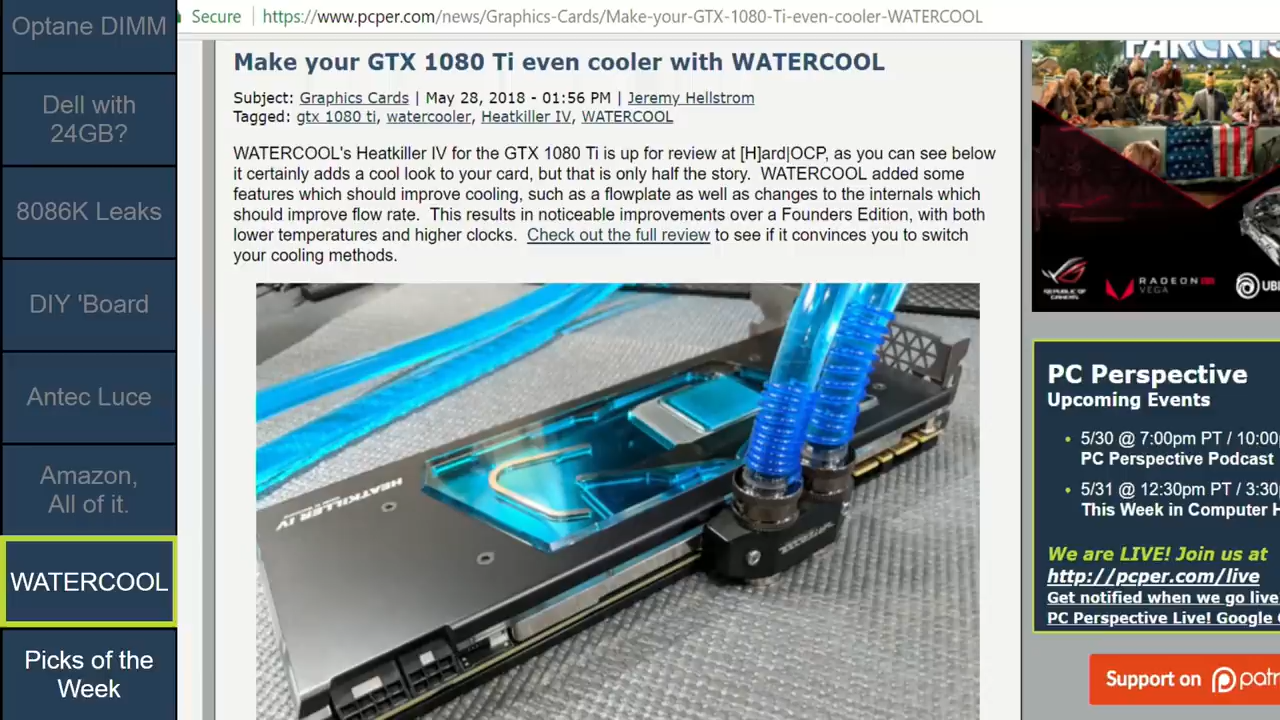 Optane DIMM
Dell with
24GB?
8086K Leaks
DIY 'Board
Antec Luce
Amazon,
All of it.
WATERCOOL
Picks of the
Week
Secure
https://www.pcper.com/news/Graphics-Cards/Make-your-GTX-1080-Ti-even-cooler-WATERCOOL
Make your GTX 1080 Ti even cooler with WATERCOOL
Subject: Graphics Cards | May 28, 2018 - 01:56 PM | Jeremy Hellstrom
Tagged: gtx 1080 ti, watercooler, Heatkiller IV, WATERCOOL
WATERCOOL's Heatkiller IV for the GTX 1080 Ti is up for review at [H]ard|OCP, as you can see below
it certainly adds a cool look to your card, but that is only half the story.  WATERCOOL added some
features which should improve cooling, such as a flowplate as well as changes to the internals which
should improve flow rate.  This results in noticeable improvements over a Founders Edition, with both
lower temperatures and higher clocks.  Check out the full review to see if it convinces you to switch
your cooling methods.
HEATKILLER IV
FARCRY5
REPUBLIC OF
GAMERS
RADEON
VEGA
UBI
PC Perspective
Upcoming Events
5/30 @ 7:00pm PT / 10:00
PC Perspective Podcast
5/31 @ 12:30pm PT / 3:30
This Week in Computer H
We are LIVE! Join us at
http://pcper.com/live
Get notified when we go live
PC Perspective Live! Google
Support on patr